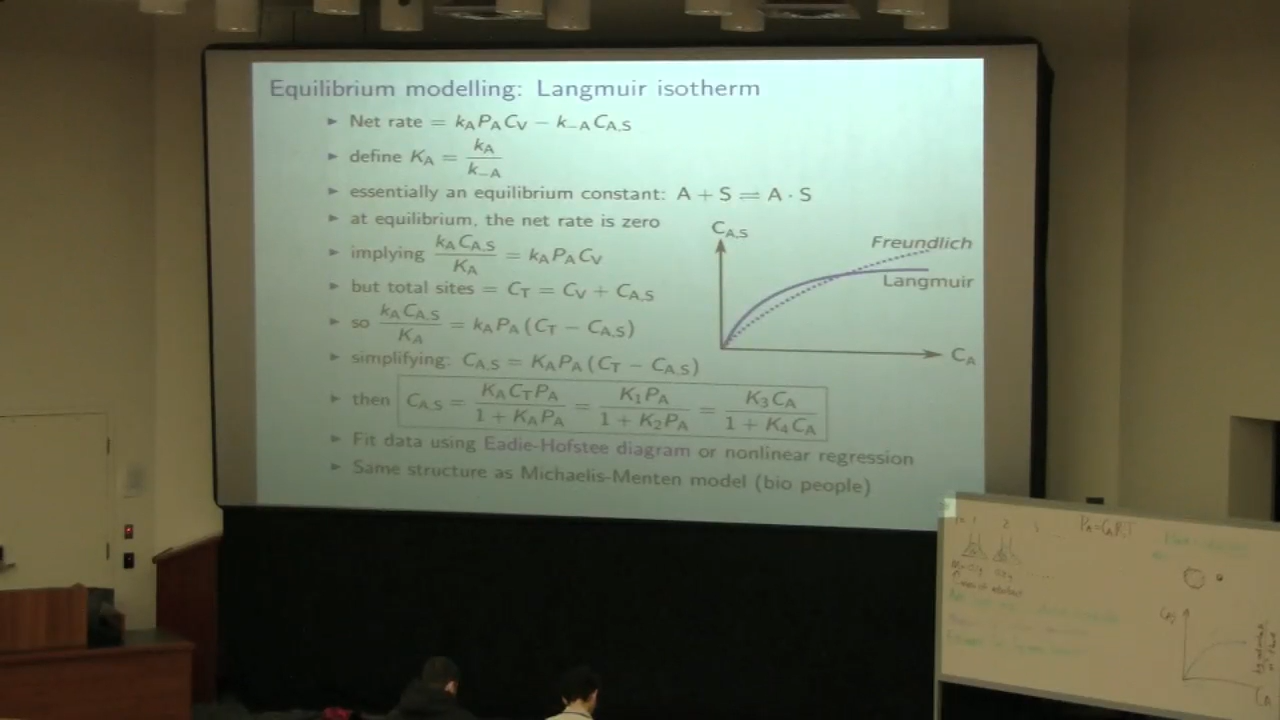 Equilibrium modelling: Langmuir isotherm
► Net rate = k_A P_A C_V − k_−A C_A,S
► define K_A = k_A / k_−A
► essentially an equilibrium constant: A + S ⇌ A · S
► at equilibrium, the net rate is zero
► implying k_A C_A,S / K_A = k_A P_A C_V
► but total sites = C_T = C_V + C_A,S
► so k_A C_A,S / K_A = k_A P_A (C_T − C_A,S)
► simplifying: C_A,S = K_A P_A (C_T − C_A,S)
► then C_A,S = K_A C_T P_A / 1 + K_A P_A = K_1 P_A / 1 + K_2 P_A = K_3 C_A / 1 + K_4 C_A
► Fit data using Eadie-Hofstee diagram or nonlinear regression
► Same structure as Michaelis-Menten model (bio people)
C_A,S
Freundlich
Langmuir
C_A
2